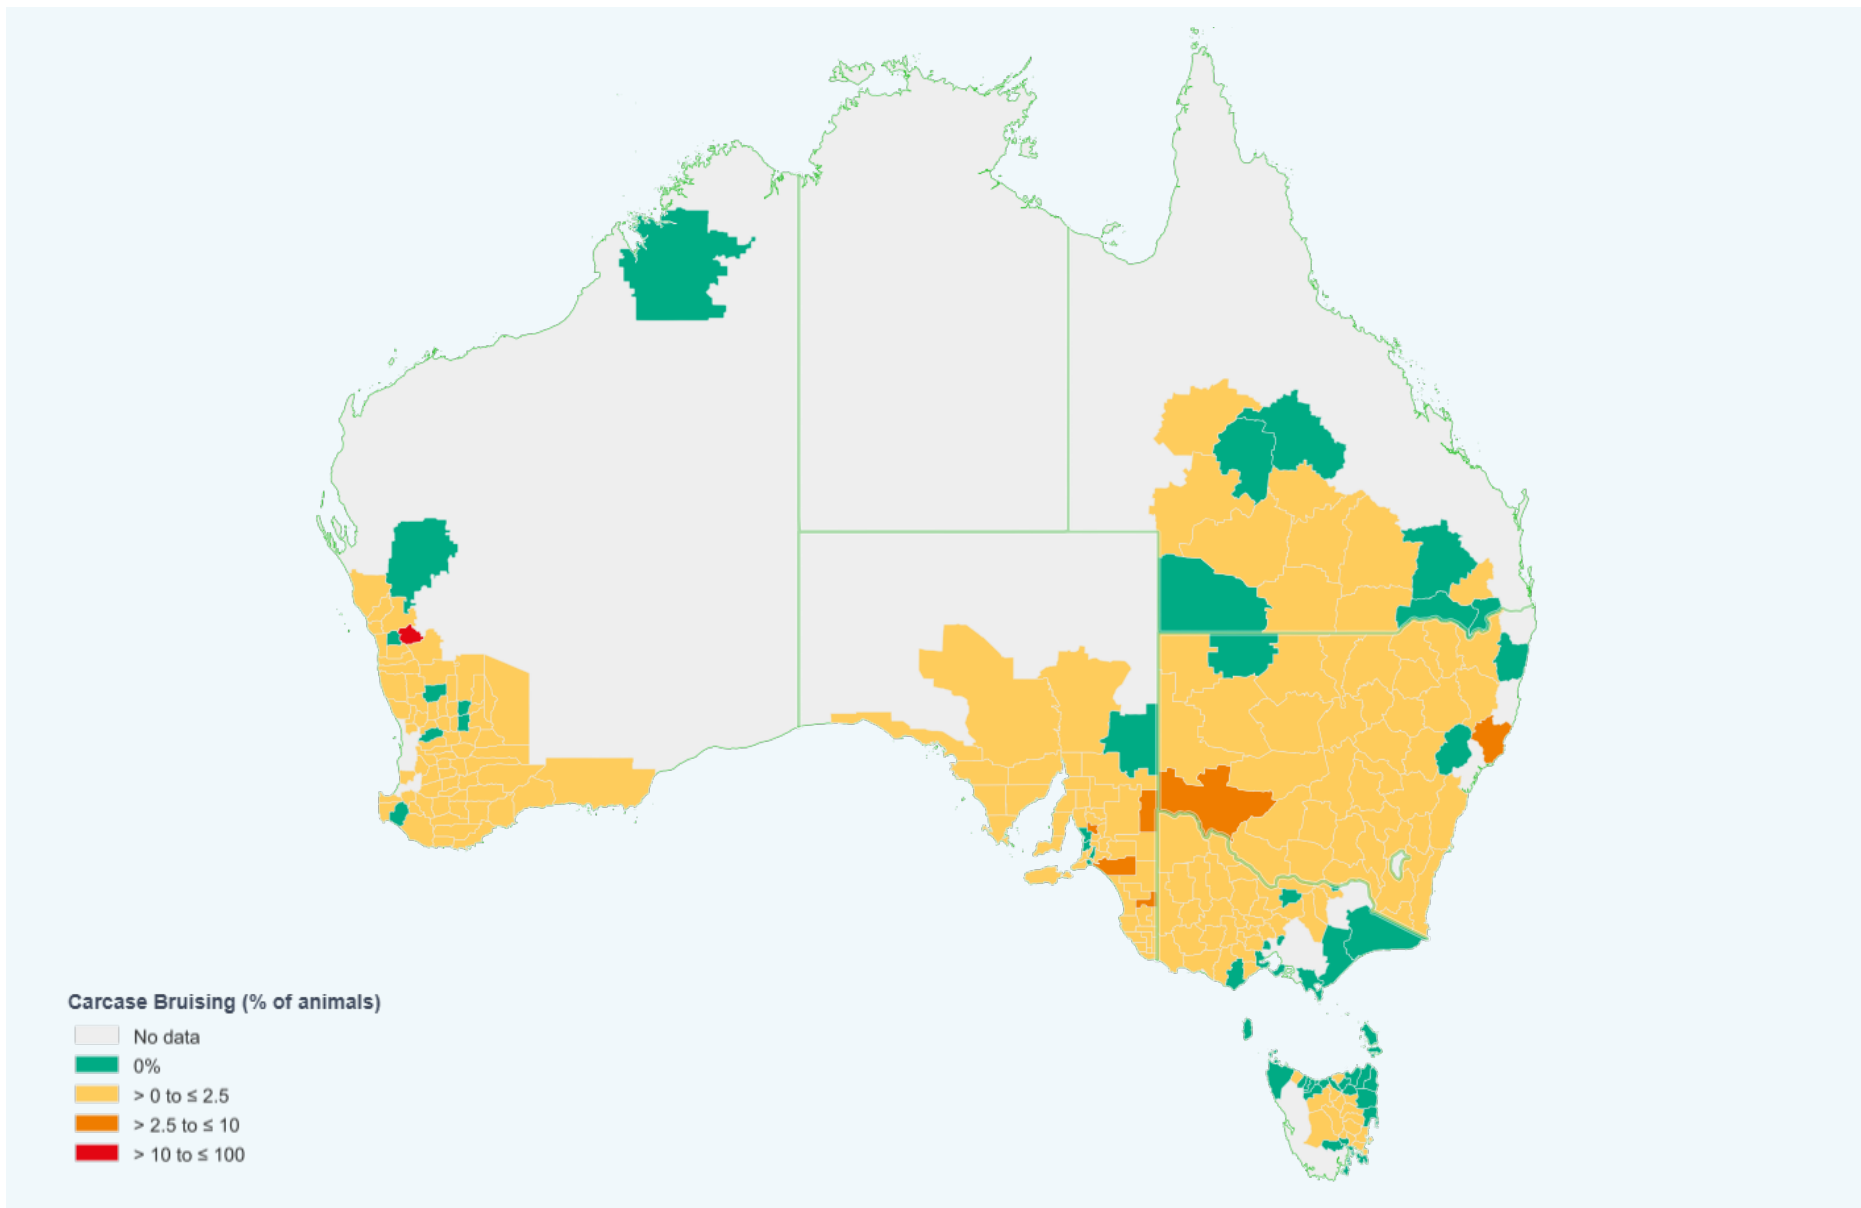 Carcase Bruising (% of animals)
No data
0%
> 0 to ≤ 2.5
> 2.5 to ≤ 10
> 10 to ≤ 100